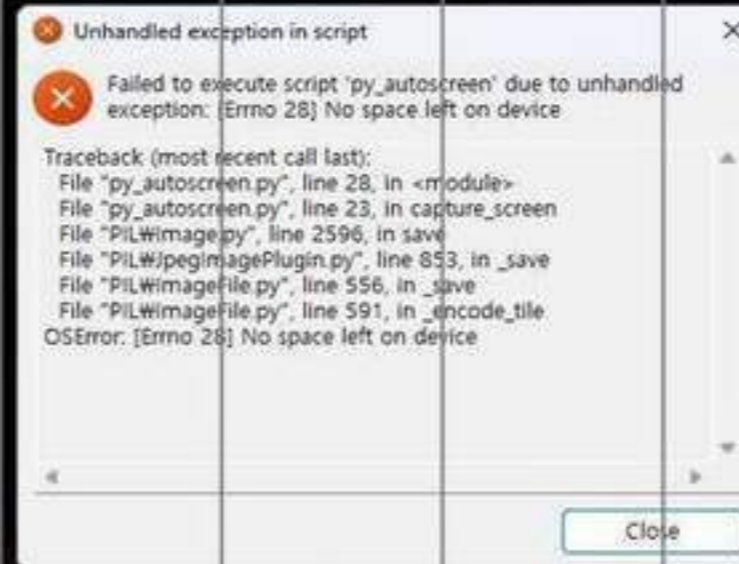 Unhandled exception in script
Failed to execute script 'py_autoscreen' due to unhandled
exception: [Errno 28] No space left on device
Traceback (most recent call last):
File "py_autoscreen.py", line 28, in <module>
File "py_autoscreen.py", line 23, in capture_screen
File "PIL₩Image.py", line 2596, in save
File "PIL₩JpegImagePlugin.py", line 853, in _save
File "PIL₩ImageFile.py", line 556, in _save
File "PIL₩ImageFile.py", line 591, in _encode_tile
OSError: [Errno 28] No space left on device
Close